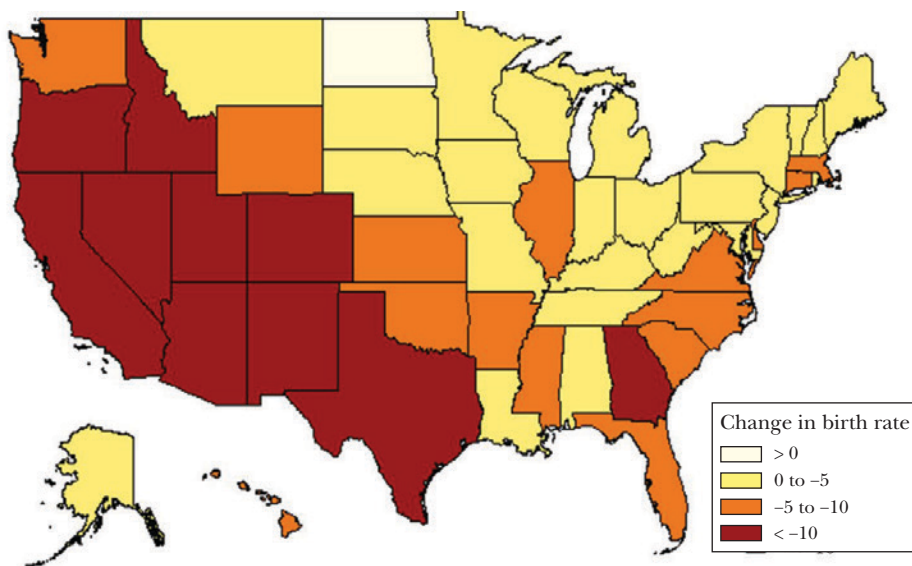 Change in birth rate
> 0
0 to –5
–5 to –10
< –10